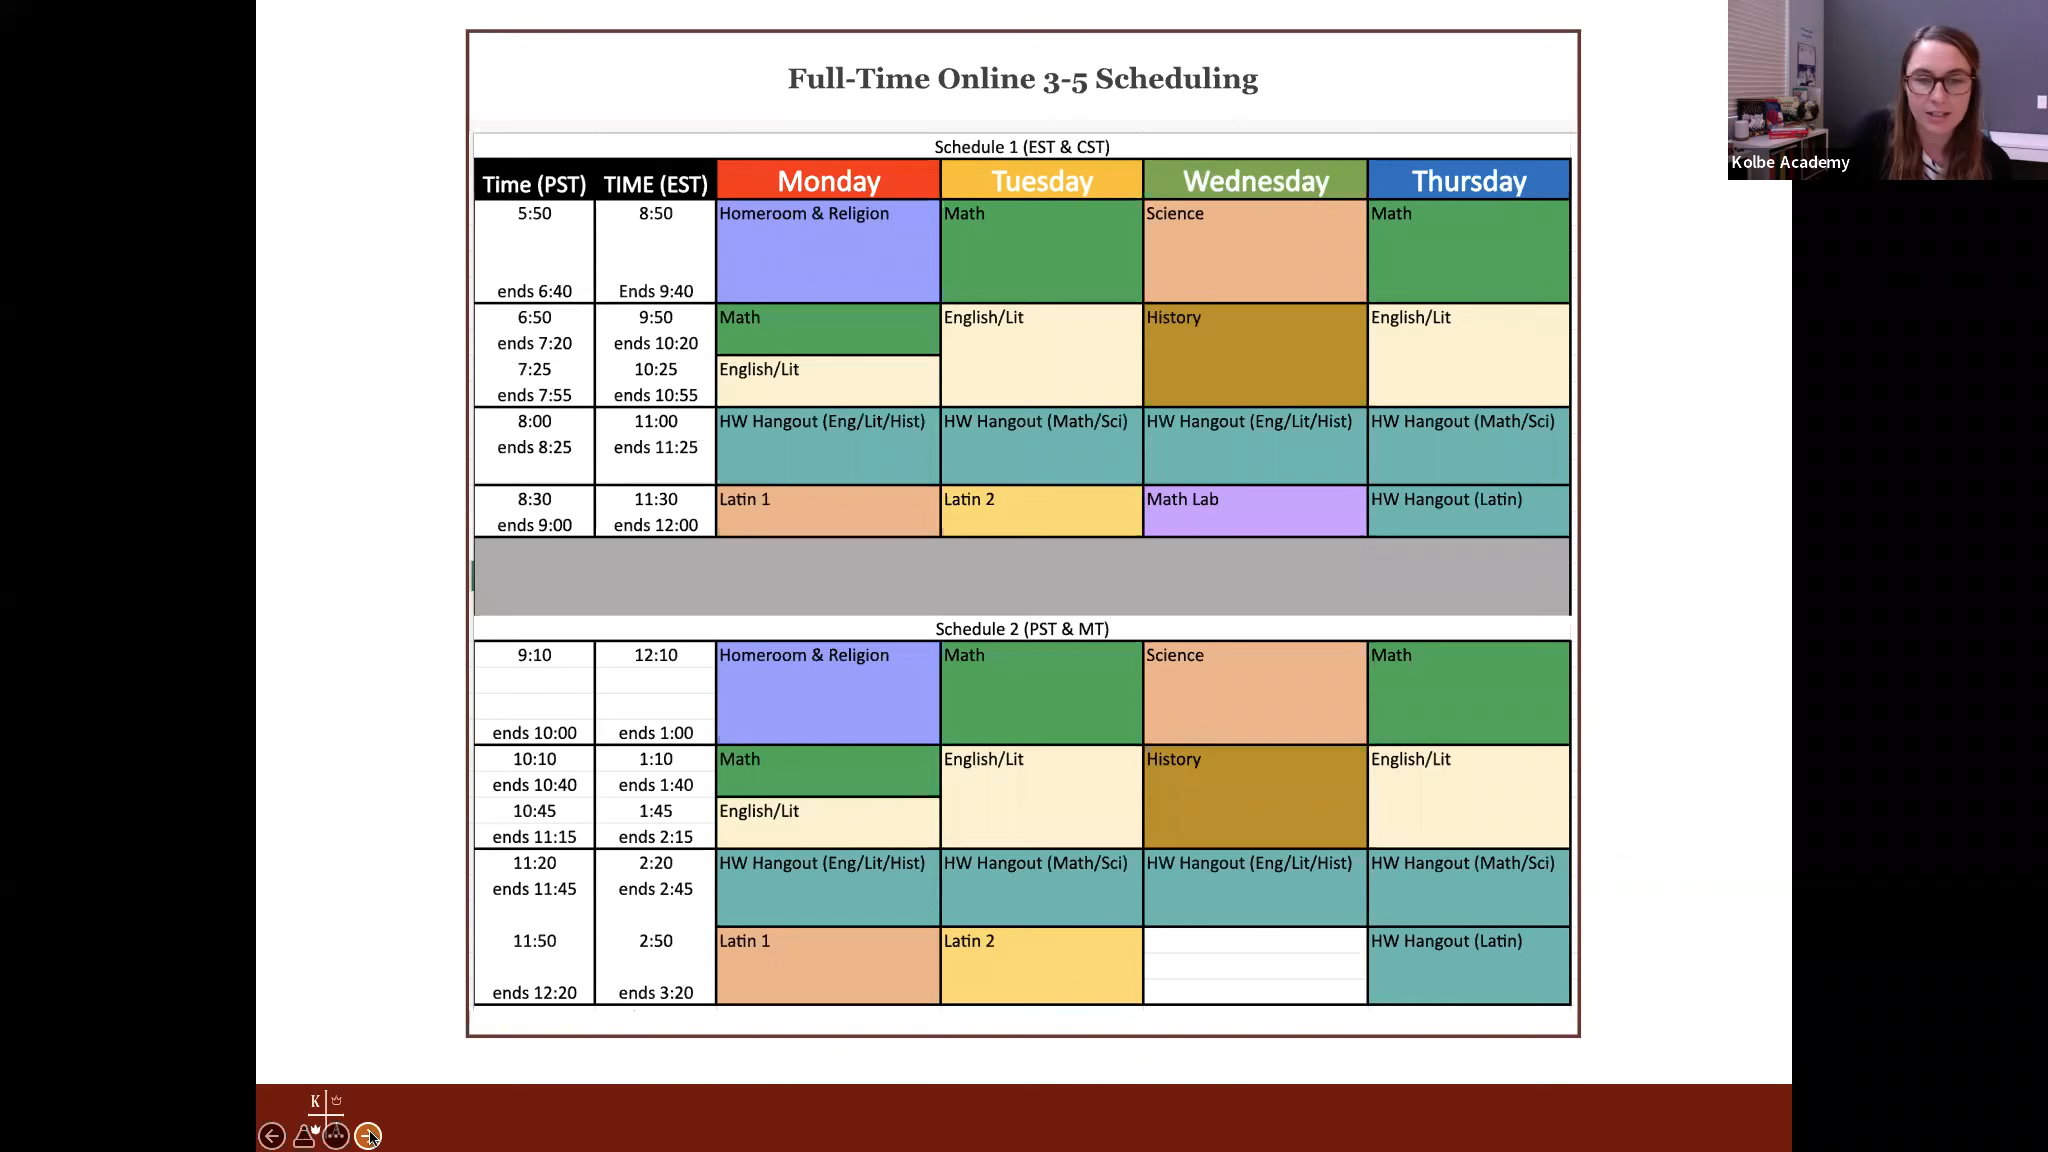 Full-Time Online 3-5 Scheduling
Kolbe Academy
Schedule 1 (EST & CST)
Time (PST) TIME (EST) Monday Tuesday Wednesday Thursday
5:50 8:50 Homeroom & Religion Math Science Math
ends 6:40 Ends 9:40
6:50 9:50 Math English/Lit History English/Lit
ends 7:20 ends 10:20
7:25 10:25 English/Lit
ends 7:55 ends 10:55
8:00 11:00 HW Hangout (Eng/Lit/Hist) HW Hangout (Math/Sci) HW Hangout (Eng/Lit/Hist) HW Hangout (Math/Sci)
ends 8:25 ends 11:25
8:30 11:30 Latin 1 Latin 2 Math Lab HW Hangout (Latin)
ends 9:00 ends 12:00
Schedule 2 (PST & MT)
9:10 12:10 Homeroom & Religion Math Science Math
ends 10:00 ends 1:00
10:10 1:10 Math English/Lit History English/Lit
ends 10:40 ends 1:40
10:45 1:45 English/Lit
ends 11:15 ends 2:15
11:20 2:20 HW Hangout (Eng/Lit/Hist) HW Hangout (Math/Sci) HW Hangout (Eng/Lit/Hist) HW Hangout (Math/Sci)
ends 11:45 ends 2:45
11:50 2:50 Latin 1 Latin 2 HW Hangout (Latin)
ends 12:20 ends 3:20
K